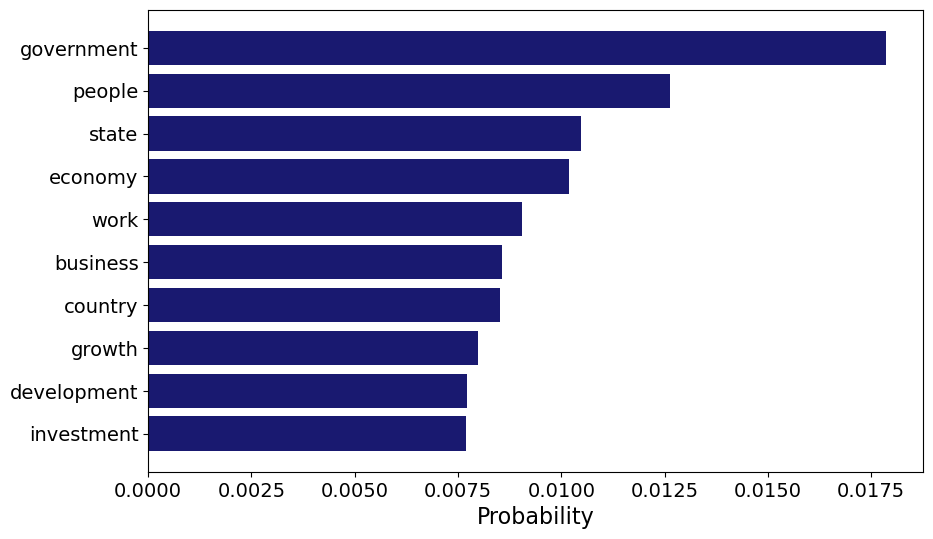 government
people
state
economy
work
business
country
growth
development
investment
0.0000 0.0025 0.0050 0.0075 0.0100 0.0125 0.0150 0.0175
Probability